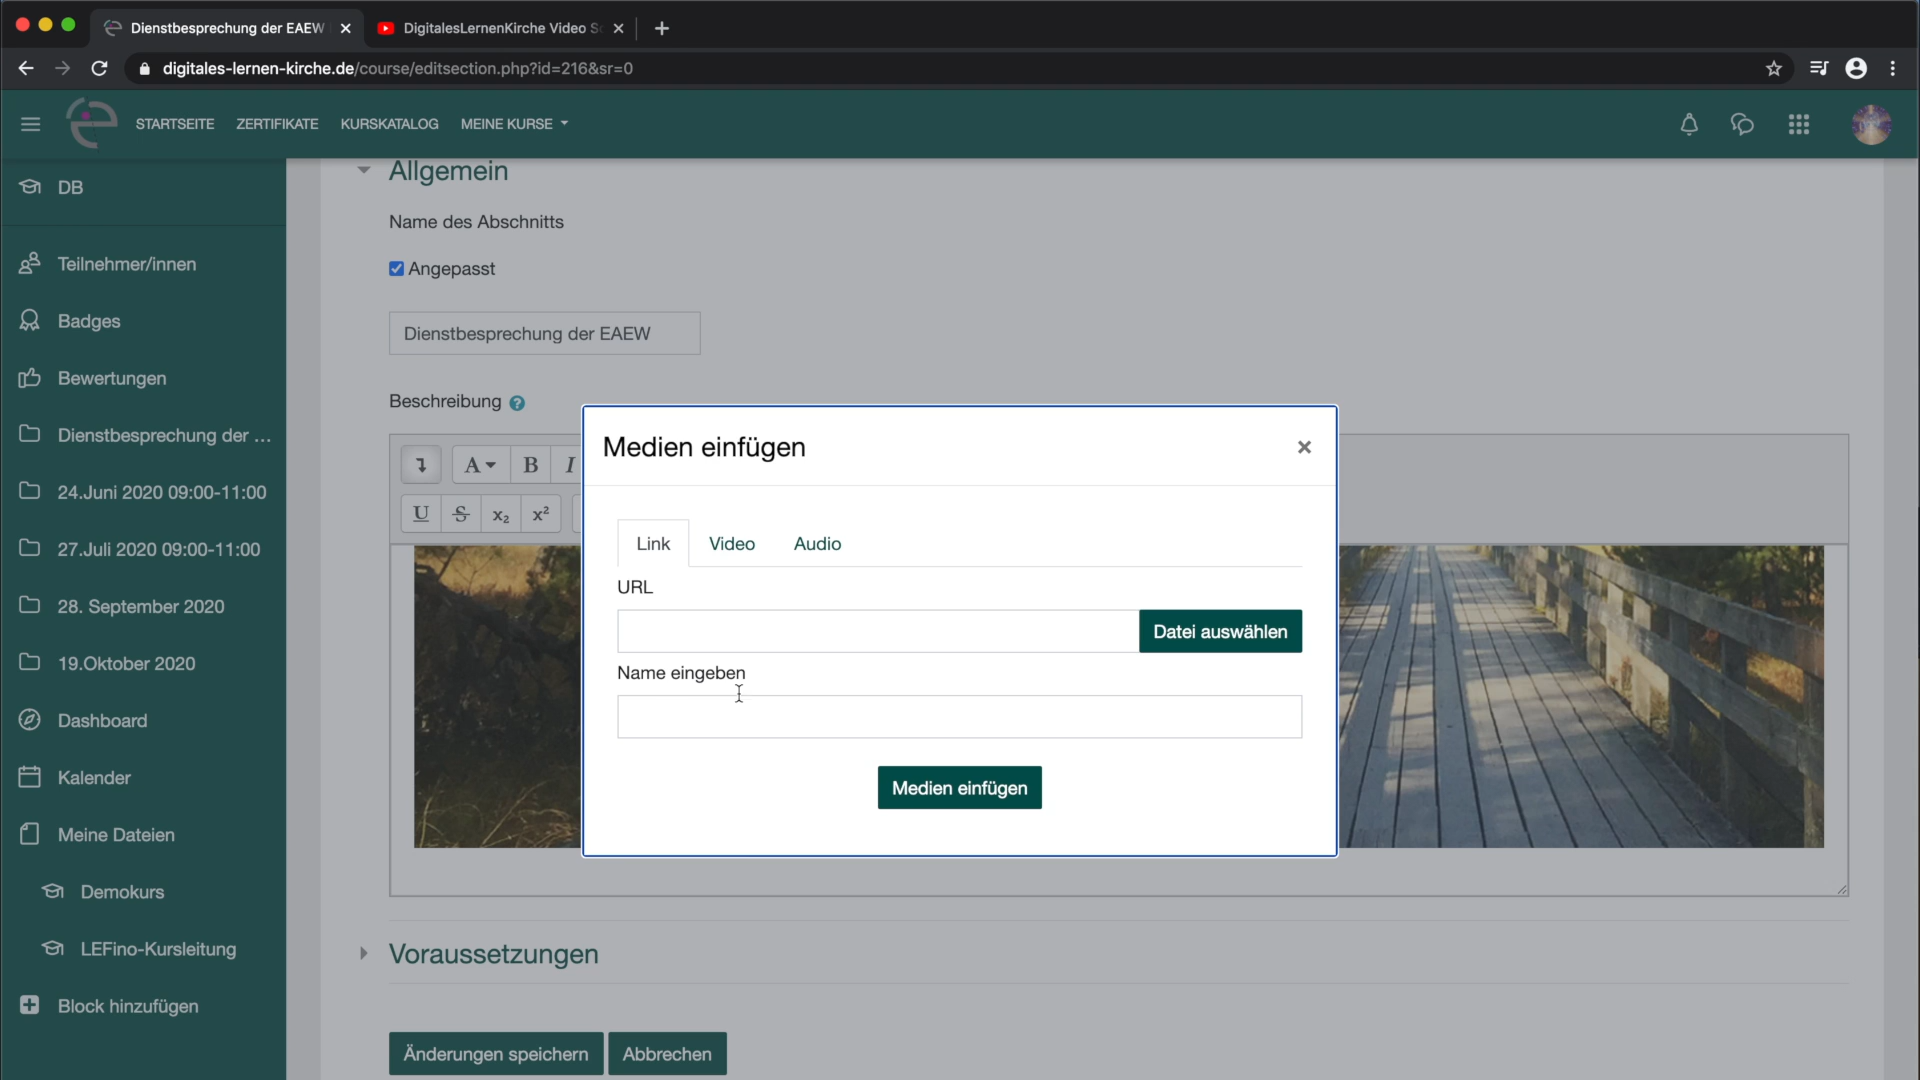 Dienstbesprechung der EAEW
DigitalesLernenKirche Video
digitales-lernen-kirche.de/course/editsection.php?id=216&sr=0
STARTSEITE
ZERTIFIKATE
KURSKATALOG
MEINE KURSE
DB
Teilnehmer/innen
Badges
Bewertungen
Dienstbesprechung der ...
24.Juni 2020 09:00-11:00
27.Juli 2020 09:00-11:00
28. September 2020
19.Oktober 2020
Dashboard
Kalender
Meine Dateien
Demokurs
LEFino-Kursleitung
Block hinzufügen
Allgemein
Name des Abschnitts
Angepasst
Dienstbesprechung der EAEW
Beschreibung ?
A B I
U S x₂ x²
Medien einfügen
Link Video Audio
URL
Datei auswählen
Name eingeben
Medien einfügen
Voraussetzungen
Änderungen speichern
Abbrechen